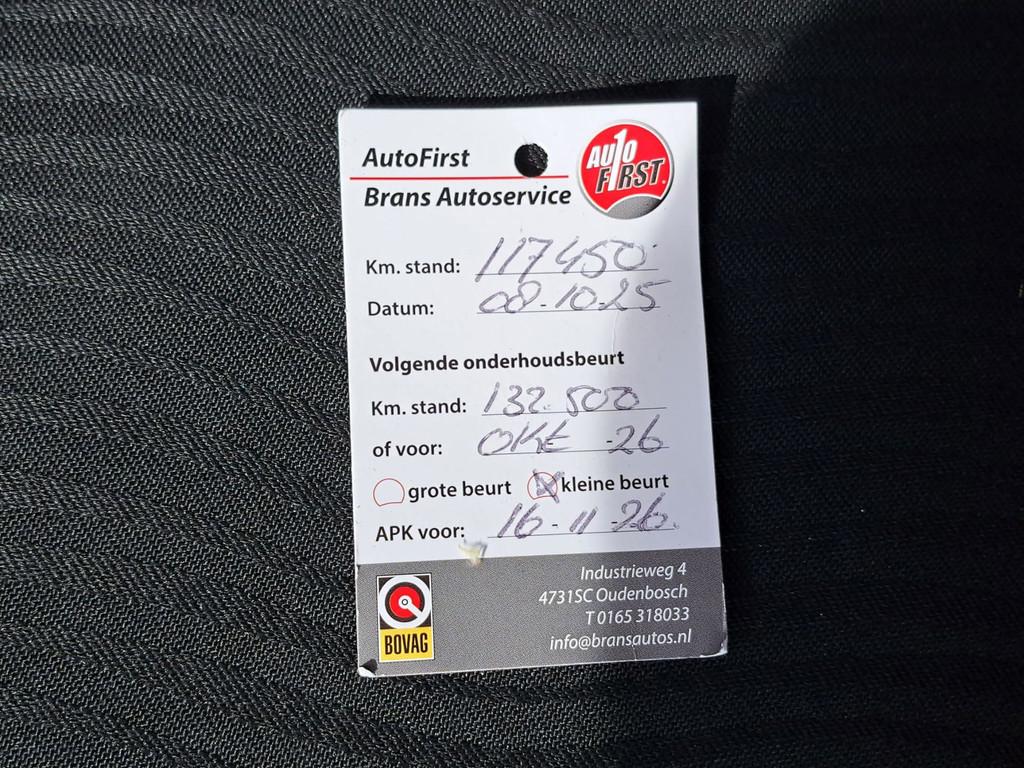 AutoFirst
Brans Autoservice
AUTO FIRST
Km. stand: 117450
Datum: 08-10-25
Volgende onderhoudsbeurt
Km. stand: 132.500
of voor: OKt -26
grote beurt kleine beurt
APK voor: 16-11-26.
Industrieweg 4
4731SC Oudenbosch
T 0165 318033
info@bransautos.nl
BOVAG